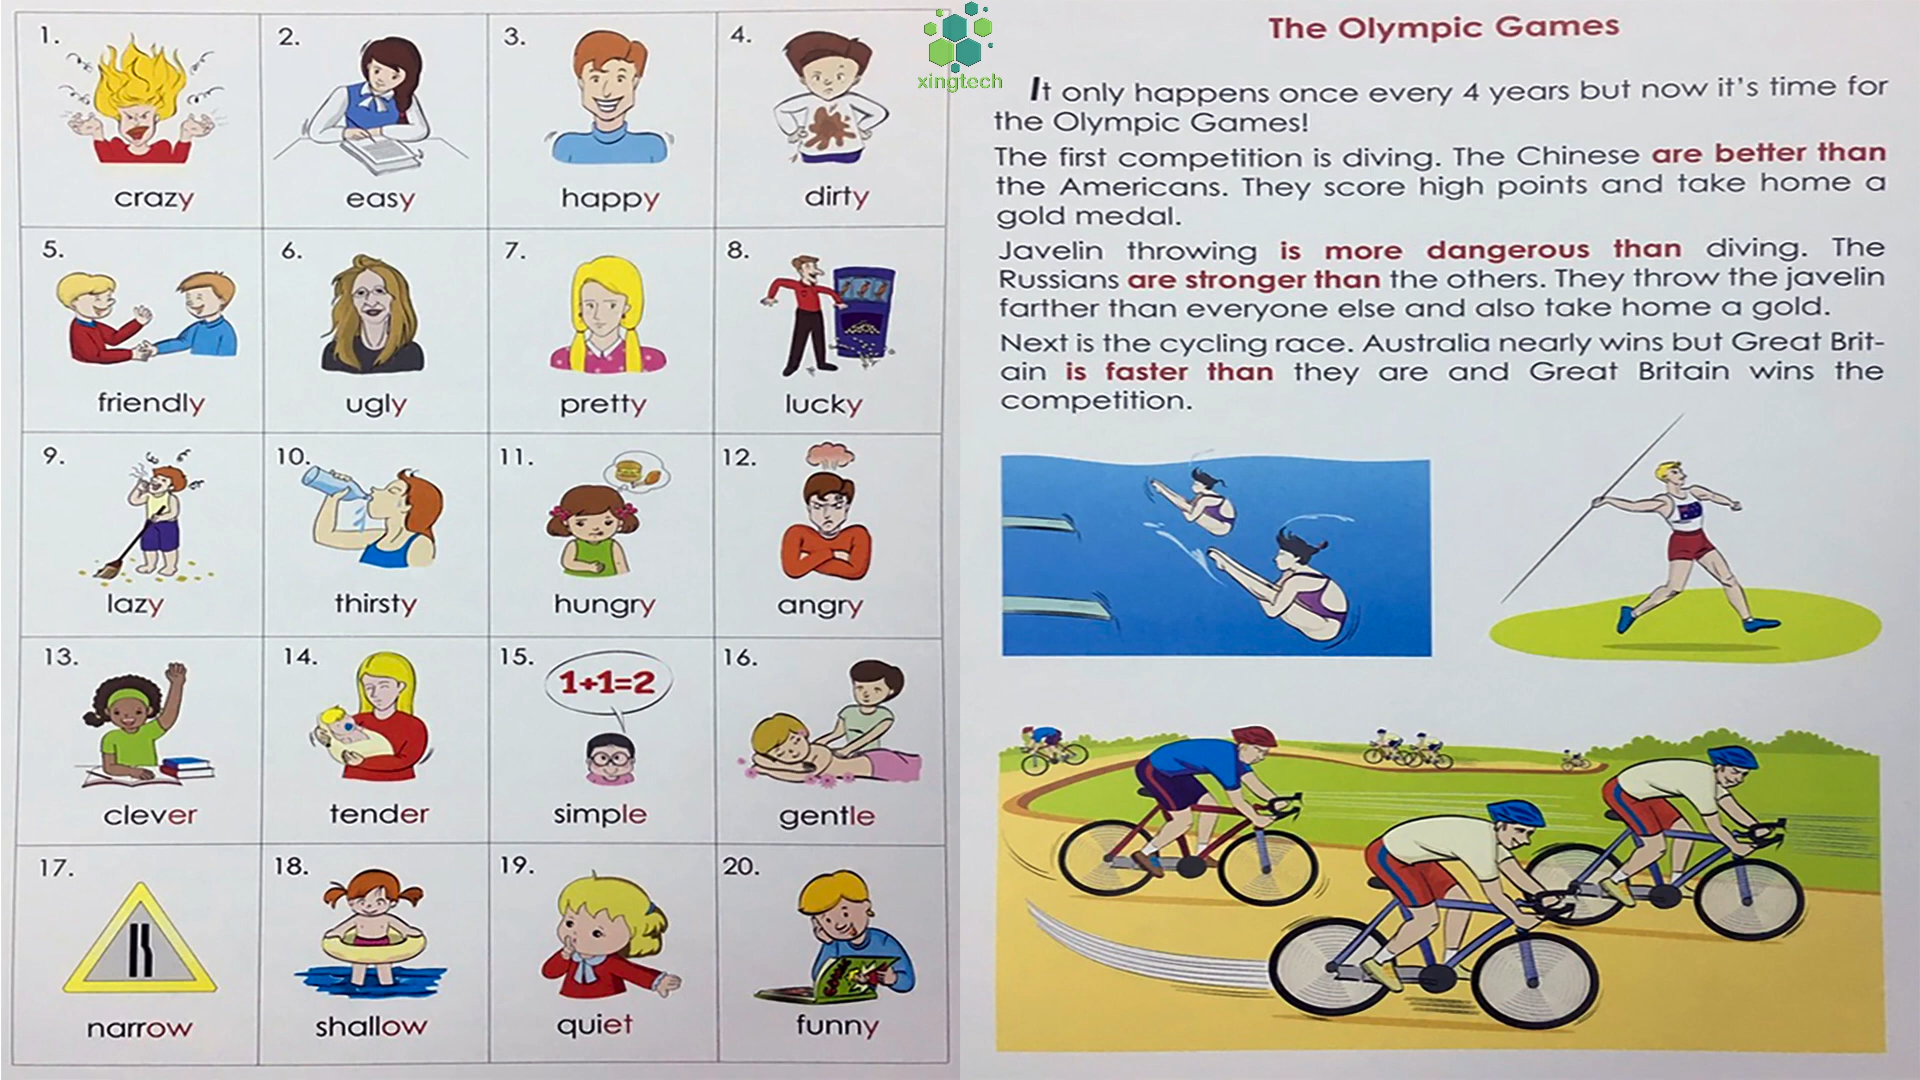 1.
crazy
2.
easy
3.
happy
4.
dirty
5.
friendly
6.
ugly
7.
pretty
8.
lucky
9.
lazy
10.
thirsty
11.
hungry
12.
angry
13.
clever
14.
tender
15.
1+1=2
simple
16.
gentle
17.
narrow
18.
shallow
19.
quiet
20.
funny
xingtech
The Olympic Games
It only happens once every 4 years but now it's time for
the Olympic Games!
The first competition is diving. The Chinese are better than
the Americans. They score high points and take home a
gold medal.
Javelin throwing is more dangerous than diving. The
Russians are stronger than the others. They throw the javelin
farther than everyone else and also take home a gold.
Next is the cycling race. Australia nearly wins but Great Brit-
ain is faster than they are and Great Britain wins the
competition.